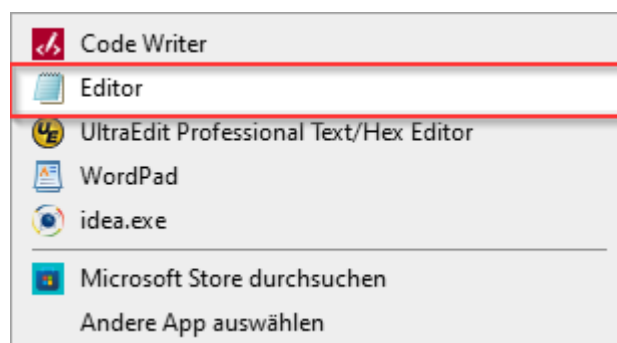 Code Writer
Editor
UltraEdit Professional Text/Hex Editor
WordPad
idea.exe
Microsoft Store durchsuchen
Andere App auswählen